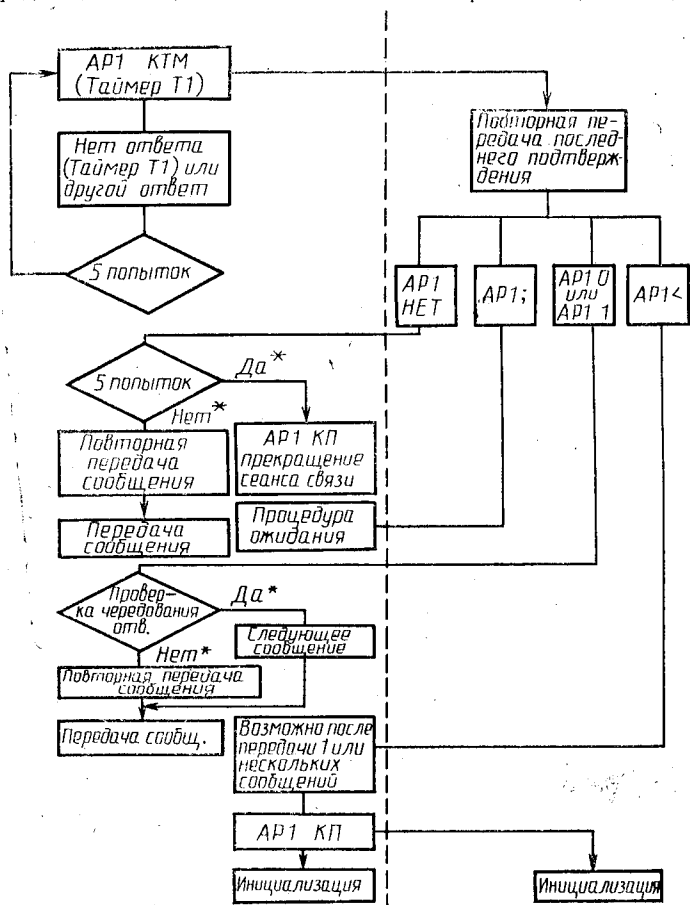 АР1 КТМ
(Таймер Т1)
Нет ответа
(Таймер Т1) или
другой ответ
5 попыток
Повторная пе-
редача послед-
него подтверж-
дения
АР1
НЕТ
АР1;
АР1 0
или
АР1 1
АР1<
5 попыток
Да*
Нет*
Повторная
передача
сообщения
АР1 КП
прекращение
сеанса связи
Передача
сообщения
Процедура
ожидания
Провер-
ка чередования
отв.
Да*
Нет*
Следующее
сообщение
Повторная передача
сообщения
Передача сообщ.
Возможно после
передачи 1 или
нескольких
сообщений
АР1 КП
Инициализация
Инициализация